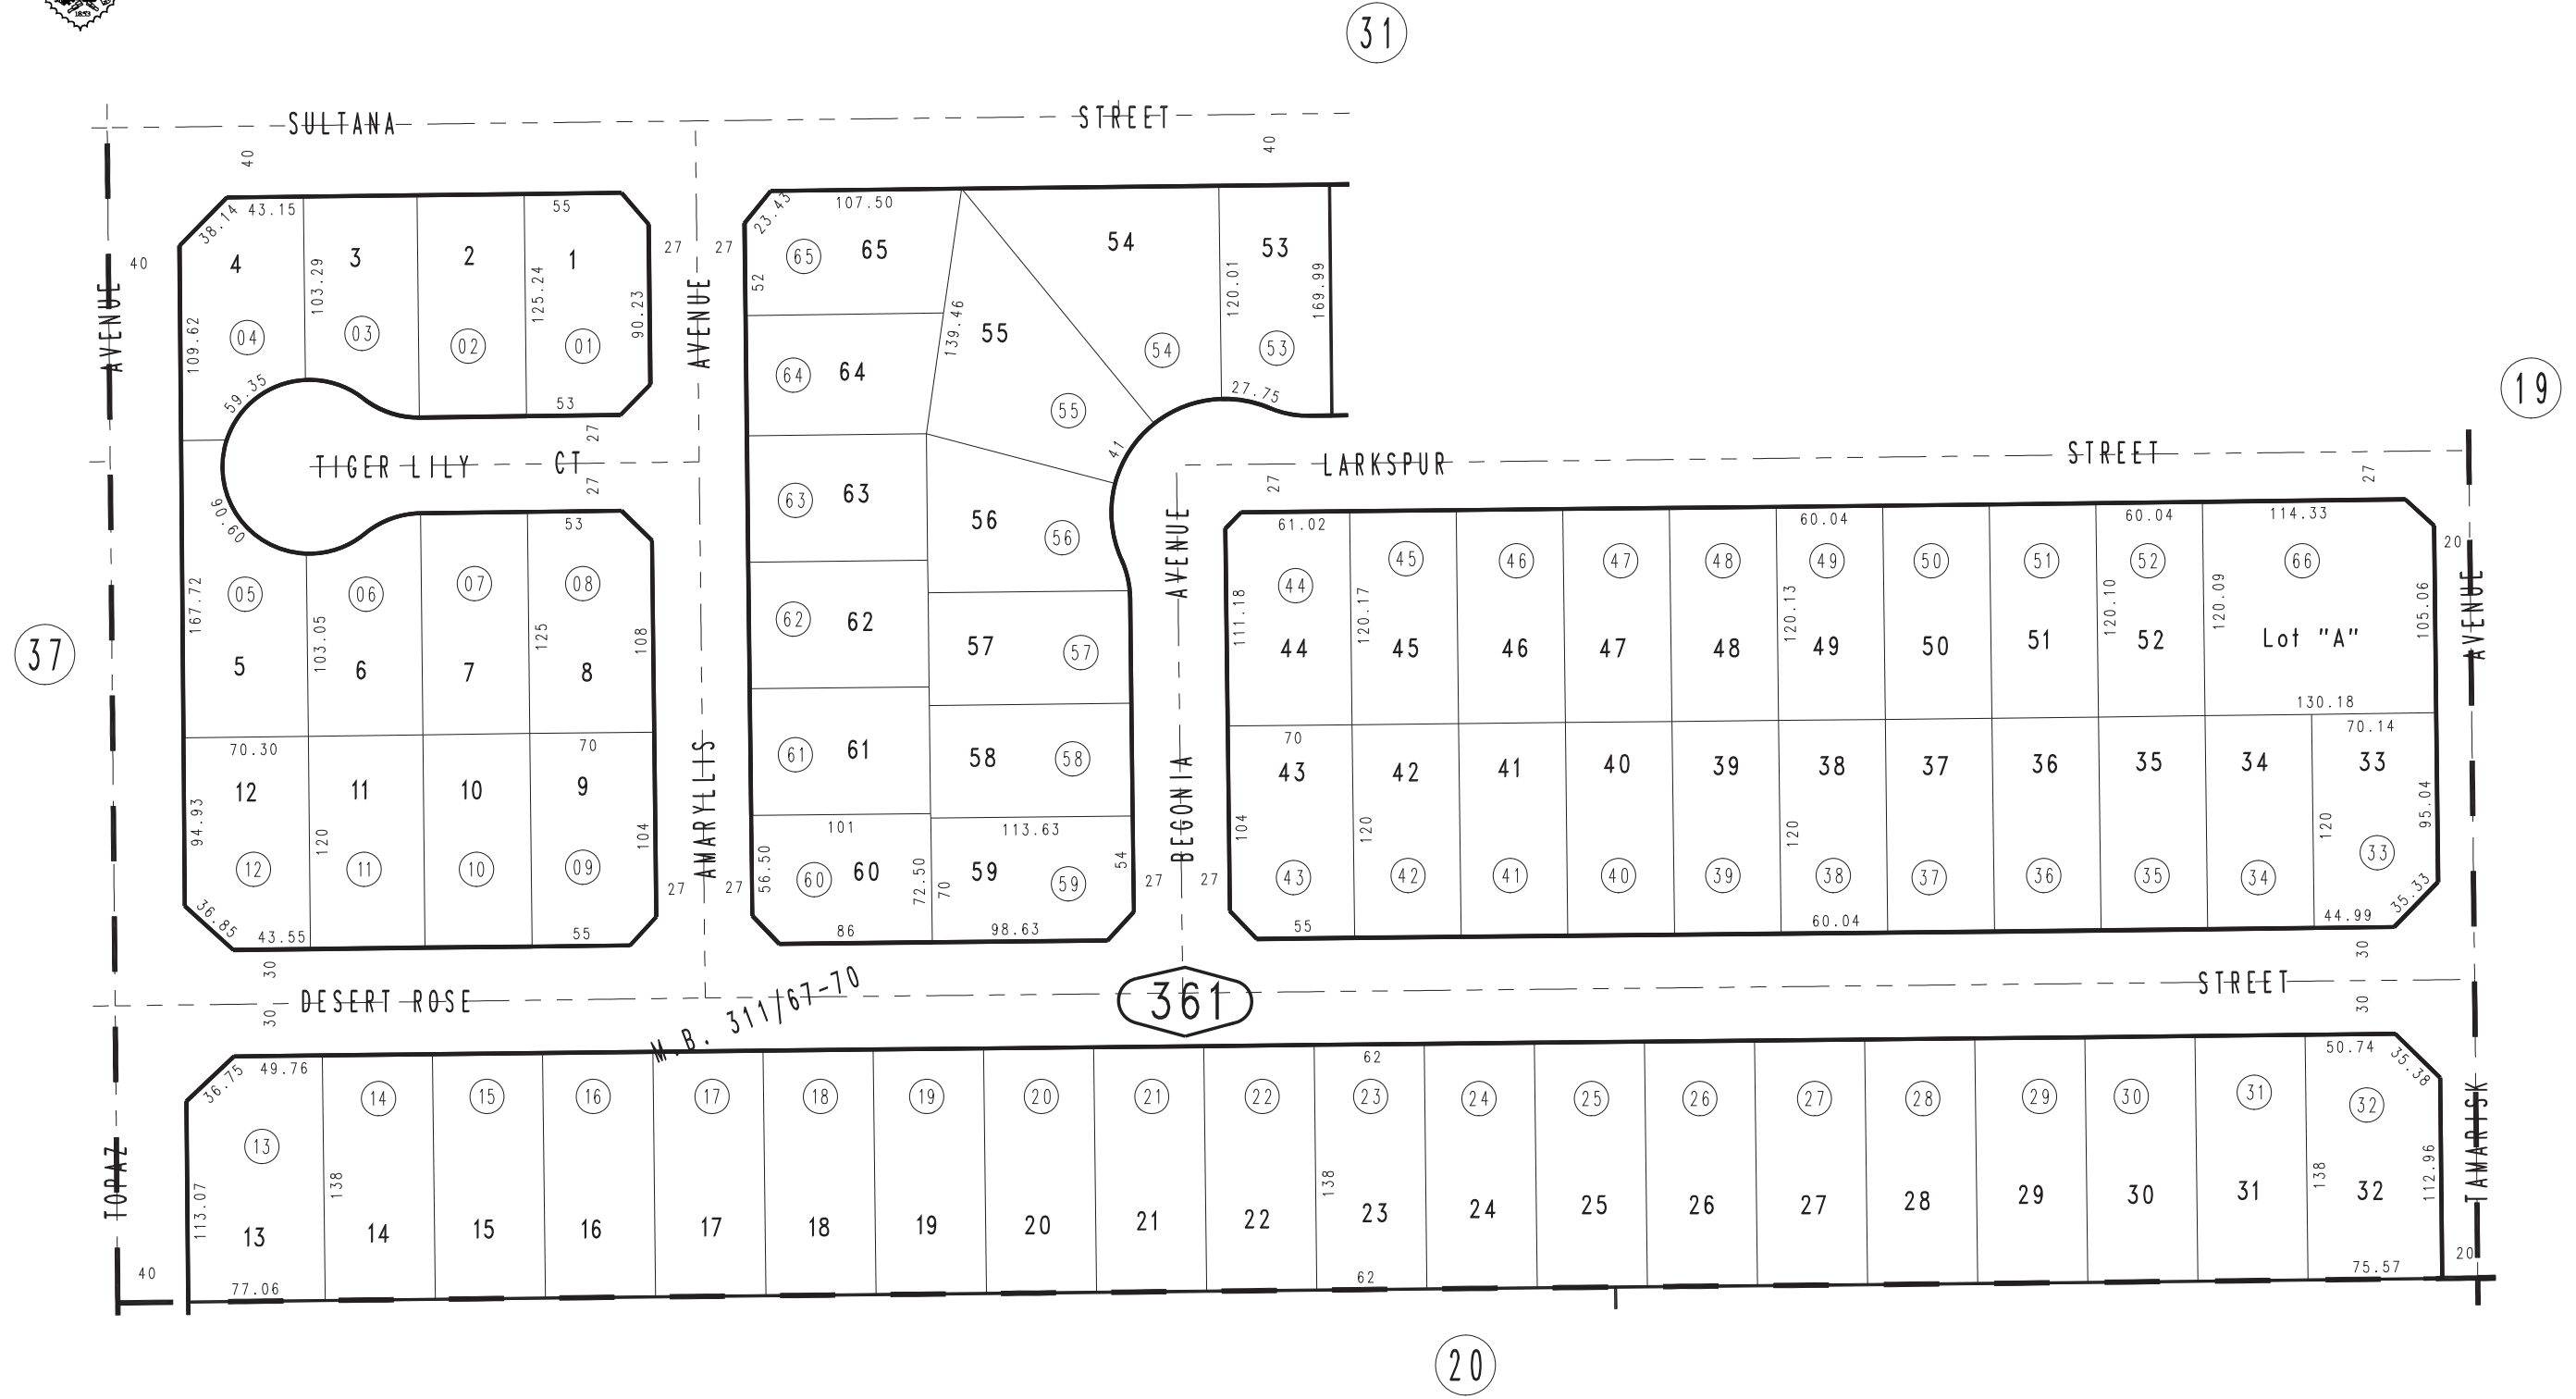 1853
31
SULTANA STREET
40 40
38.14 43.15 55 23.43 107.50
4 3 2 1 27 27 65 65 54 53
40 AVENUE 109.62 103.29 125.24 90.23 AVENUE 52 139.46 120.01 169.99
04 03 02 01 64 64 55 54 53
59.35 53 55 27.75 19
27 41
TIGER LILY CT LARKSPUR STREET
27 27 27
90.60 53 63 63 56 56 61.02 60.04 60.04 114.33 20
AVENUE 44 45 46 47 48 49 50 51 52 66 AVENUE
05 06 07 08
167.72 103.05 125 108 62 62 57 57 111.18 120.17 120.13 120.10 120.09 105.06
37 5 6 7 8 44 45 46 47 48 49 50 51 52 Lot "A"
130.18
70.30 70 61 61 58 58 70 70.14
12 11 10 9 43 42 41 40 39 38 37 36 35 34 33
94.93 120 104 AMARYLLIS BEGONIA 104 120 120 120 95.04
101 113.63
12 11 10 09 27 27 56.50 60 60 72.50 70 59 59 54 27 27 43 42 41 40 39 38 37 36 35 34 33
36.85 43.55 55 86 98.63 55 60.04 44.99 35.33
30 30
DESERT ROSE STREET
M.B. 311/67-70
361
30 30
36.75 49.76 62 50.74 35.38
13 14 15 16 17 18 19 20 21 22 23 24 25 26 27 28 29 30 31 32
TOPAZ 113.07 138 138 138 112.96 TAMARISK
13 14 15 16 17 18 19 20 21 22 23 24 25 26 27 28 29 30 31 32
40 77.06 62 75.57 20
20